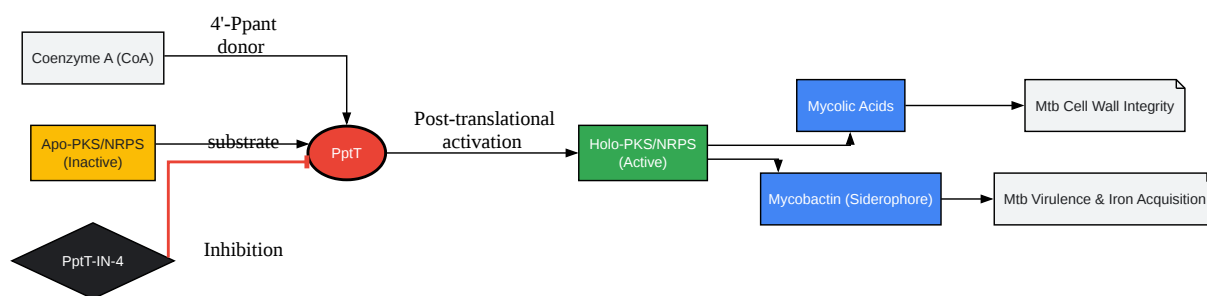 4'-Ppant
donor
Coenzyme A (CoA)
Apo-PKS/NRPS
(Inactive)
substrate
PptT
Post-translational
activation
Holo-PKS/NRPS
(Active)
Mycolic Acids
Mtb Cell Wall Integrity
Mycobactin (Siderophore)
Mtb Virulence & Iron Acquisition
PptT-IN-4
Inhibition